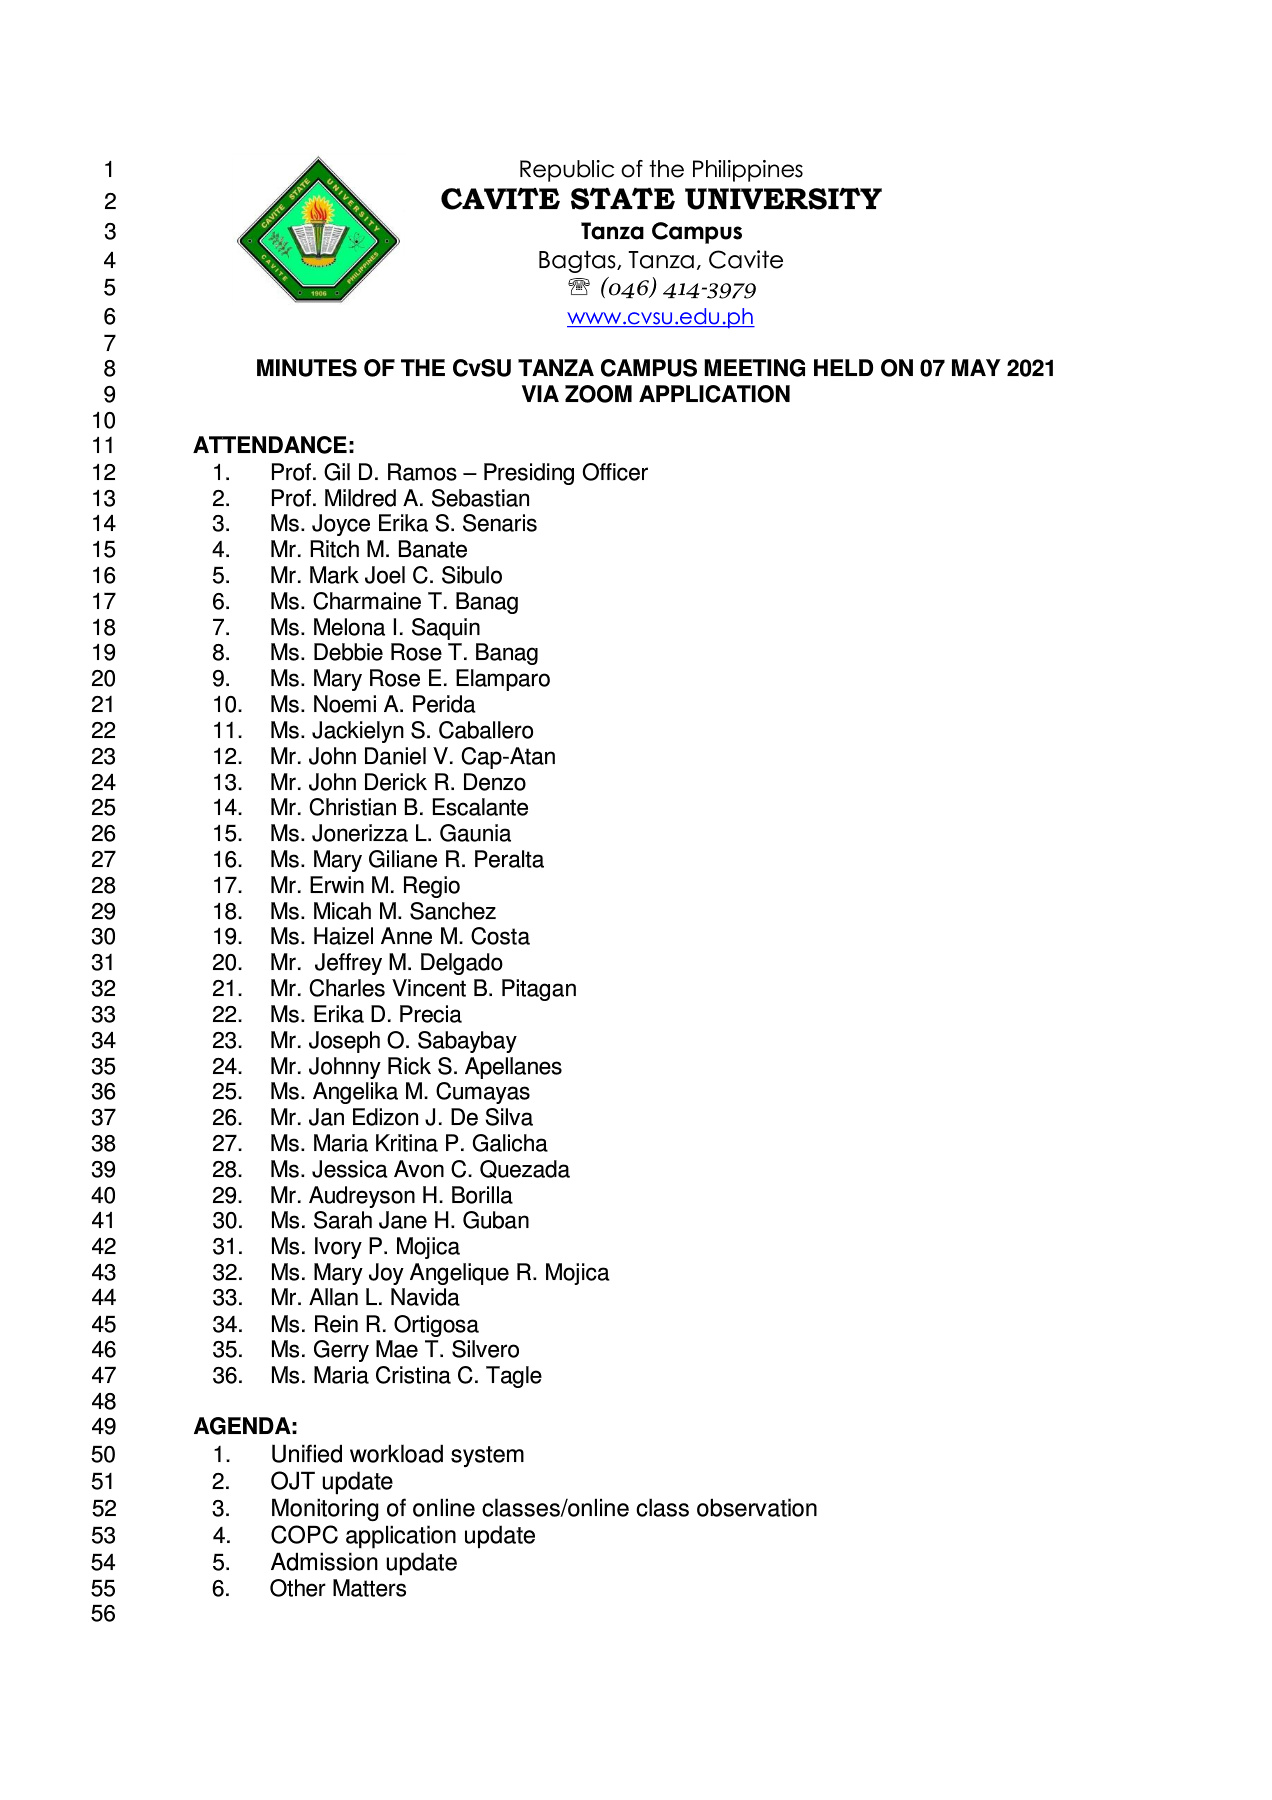 1 Republic of the Philippines
2 CAVITE STATE UNIVERSITY
3 Tanza Campus
4 Bagtas, Tanza, Cavite
5 ☏ (046) 414-3979
6 www.cvsu.edu.ph
CAVITE STATE UNIVERSITY
CAVITE PHILIPPINES
1906
7
8 MINUTES OF THE CvSU TANZA CAMPUS MEETING HELD ON 07 MAY 2021
9 VIA ZOOM APPLICATION
10
11 ATTENDANCE:
12 1. Prof. Gil D. Ramos – Presiding Officer
13 2. Prof. Mildred A. Sebastian
14 3. Ms. Joyce Erika S. Senaris
15 4. Mr. Ritch M. Banate
16 5. Mr. Mark Joel C. Sibulo
17 6. Ms. Charmaine T. Banag
18 7. Ms. Melona I. Saquin
19 8. Ms. Debbie Rose T. Banag
20 9. Ms. Mary Rose E. Elamparo
21 10. Ms. Noemi A. Perida
22 11. Ms. Jackielyn S. Caballero
23 12. Mr. John Daniel V. Cap-Atan
24 13. Mr. John Derick R. Denzo
25 14. Mr. Christian B. Escalante
26 15. Ms. Jonerizza L. Gaunia
27 16. Ms. Mary Giliane R. Peralta
28 17. Mr. Erwin M. Regio
29 18. Ms. Micah M. Sanchez
30 19. Ms. Haizel Anne M. Costa
31 20. Mr. Jeffrey M. Delgado
32 21. Mr. Charles Vincent B. Pitagan
33 22. Ms. Erika D. Precia
34 23. Mr. Joseph O. Sabaybay
35 24. Mr. Johnny Rick S. Apellanes
36 25. Ms. Angelika M. Cumayas
37 26. Mr. Jan Edizon J. De Silva
38 27. Ms. Maria Kritina P. Galicha
39 28. Ms. Jessica Avon C. Quezada
40 29. Mr. Audreyson H. Borilla
41 30. Ms. Sarah Jane H. Guban
42 31. Ms. Ivory P. Mojica
43 32. Ms. Mary Joy Angelique R. Mojica
44 33. Mr. Allan L. Navida
45 34. Ms. Rein R. Ortigosa
46 35. Ms. Gerry Mae T. Silvero
47 36. Ms. Maria Cristina C. Tagle
48
49 AGENDA:
50 1. Unified workload system
51 2. OJT update
52 3. Monitoring of online classes/online class observation
53 4. COPC application update
54 5. Admission update
55 6. Other Matters
56